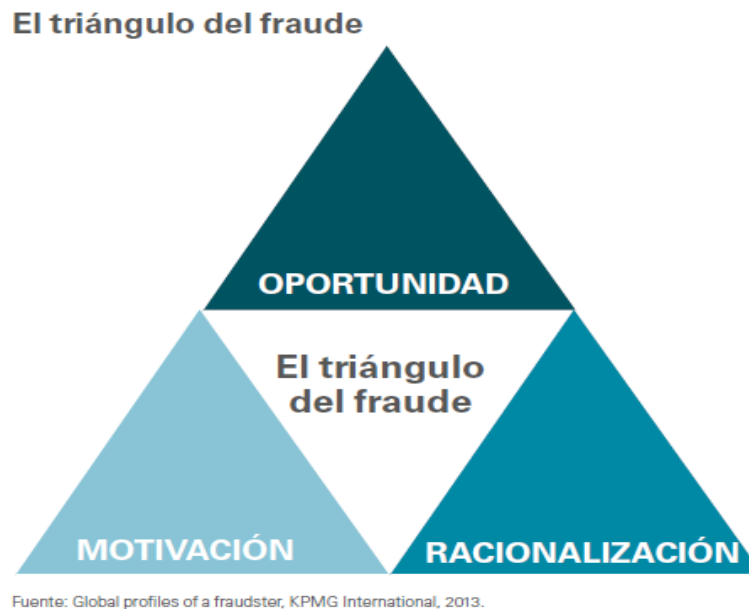 El triángulo del fraude
OPORTUNIDAD
El triángulo
del fraude
MOTIVACIÓN
RACIONALIZACIÓN
Fuente: Global profiles of a fraudster, KPMG International, 2013.